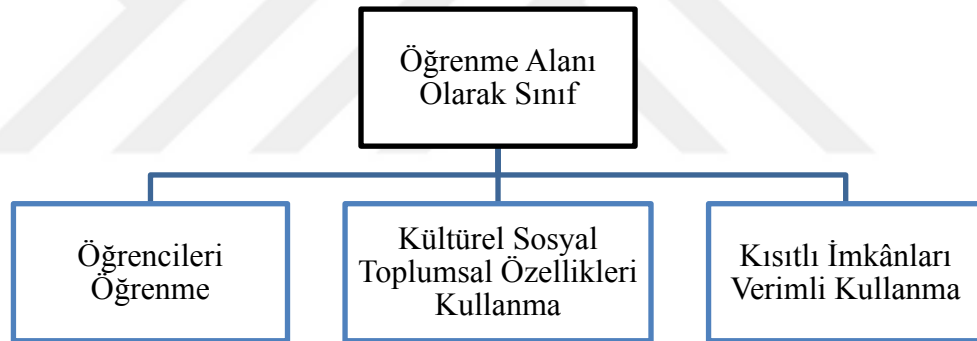 Öğrenme Alanı
Olarak Sınıf
Öğrencileri
Öğrenme
Kültürel Sosyal
Toplumsal Özellikleri
Kullanma
Kısıtlı İmkânları
Verimli Kullanma